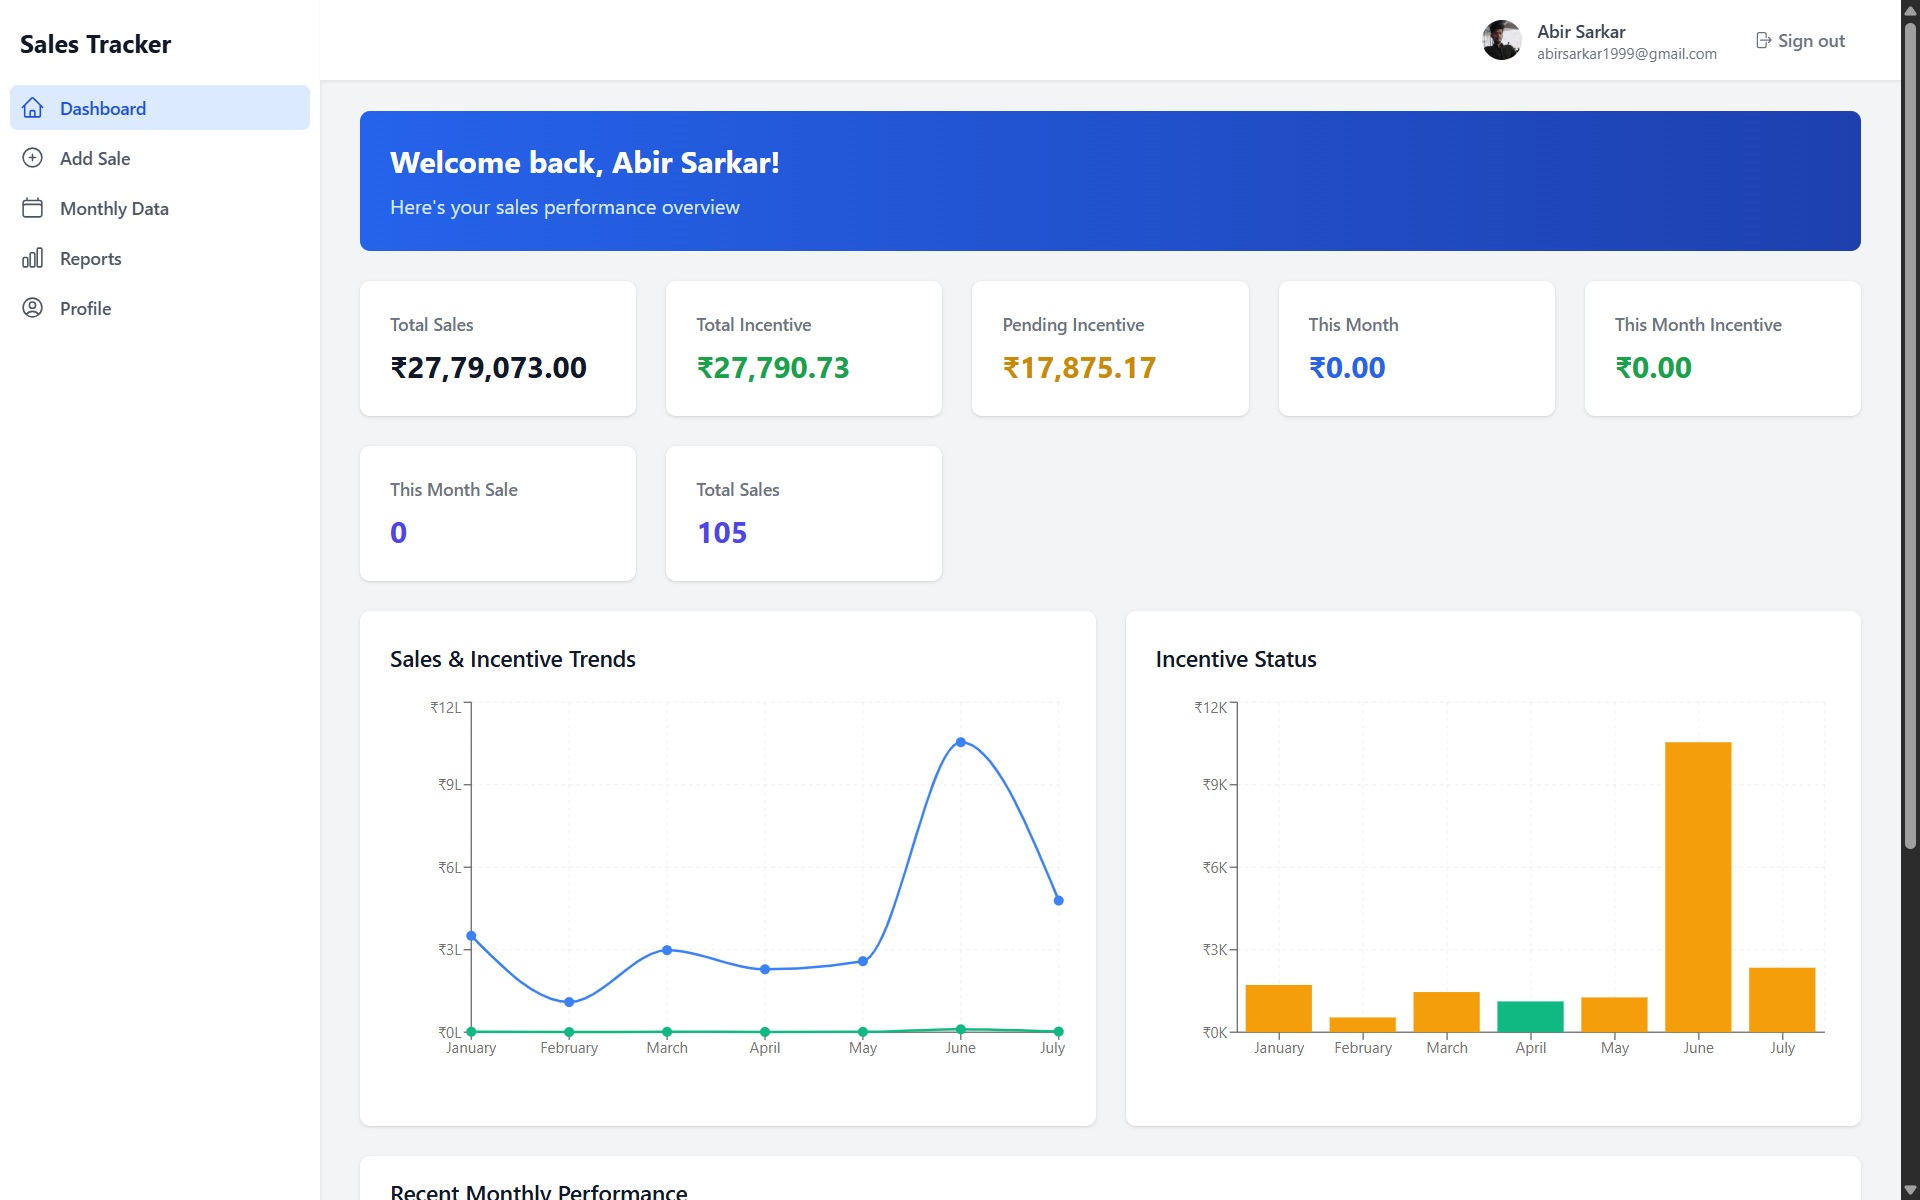 Sales Tracker
Dashboard
Add Sale
Monthly Data
Reports
Profile
Abir Sarkar
abirsarkar1999@gmail.com
Sign out
Welcome back, Abir Sarkar!
Here's your sales performance overview
Total Sales
₹27,79,073.00
Total Incentive
₹27,790.73
Pending Incentive
₹17,875.17
This Month
₹0.00
This Month Incentive
₹0.00
This Month Sale
0
Total Sales
105
Sales & Incentive Trends
₹12L
₹9L
₹6L
₹3L
₹0L
January February March April May June July
Incentive Status
₹12K
₹9K
₹6K
₹3K
₹0K
January February March April May June July
Recent Monthly Performance